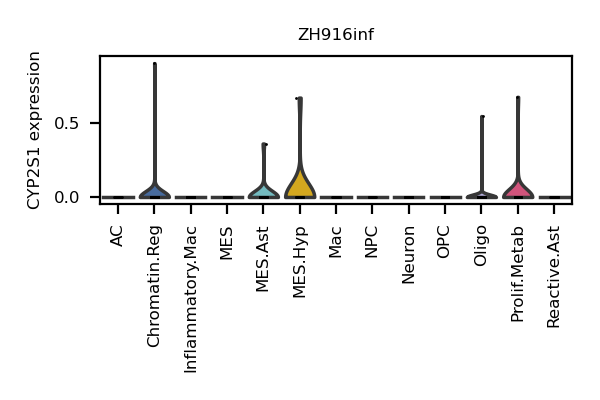 ZH916inf
CYP2S1 expression
0.5
0.0
AC
Chromatin.Reg
Inflammatory.Mac
MES
MES.Ast
MES.Hyp
Mac
NPC
Neuron
OPC
Oligo
Prolif.Metab
Reactive.Ast